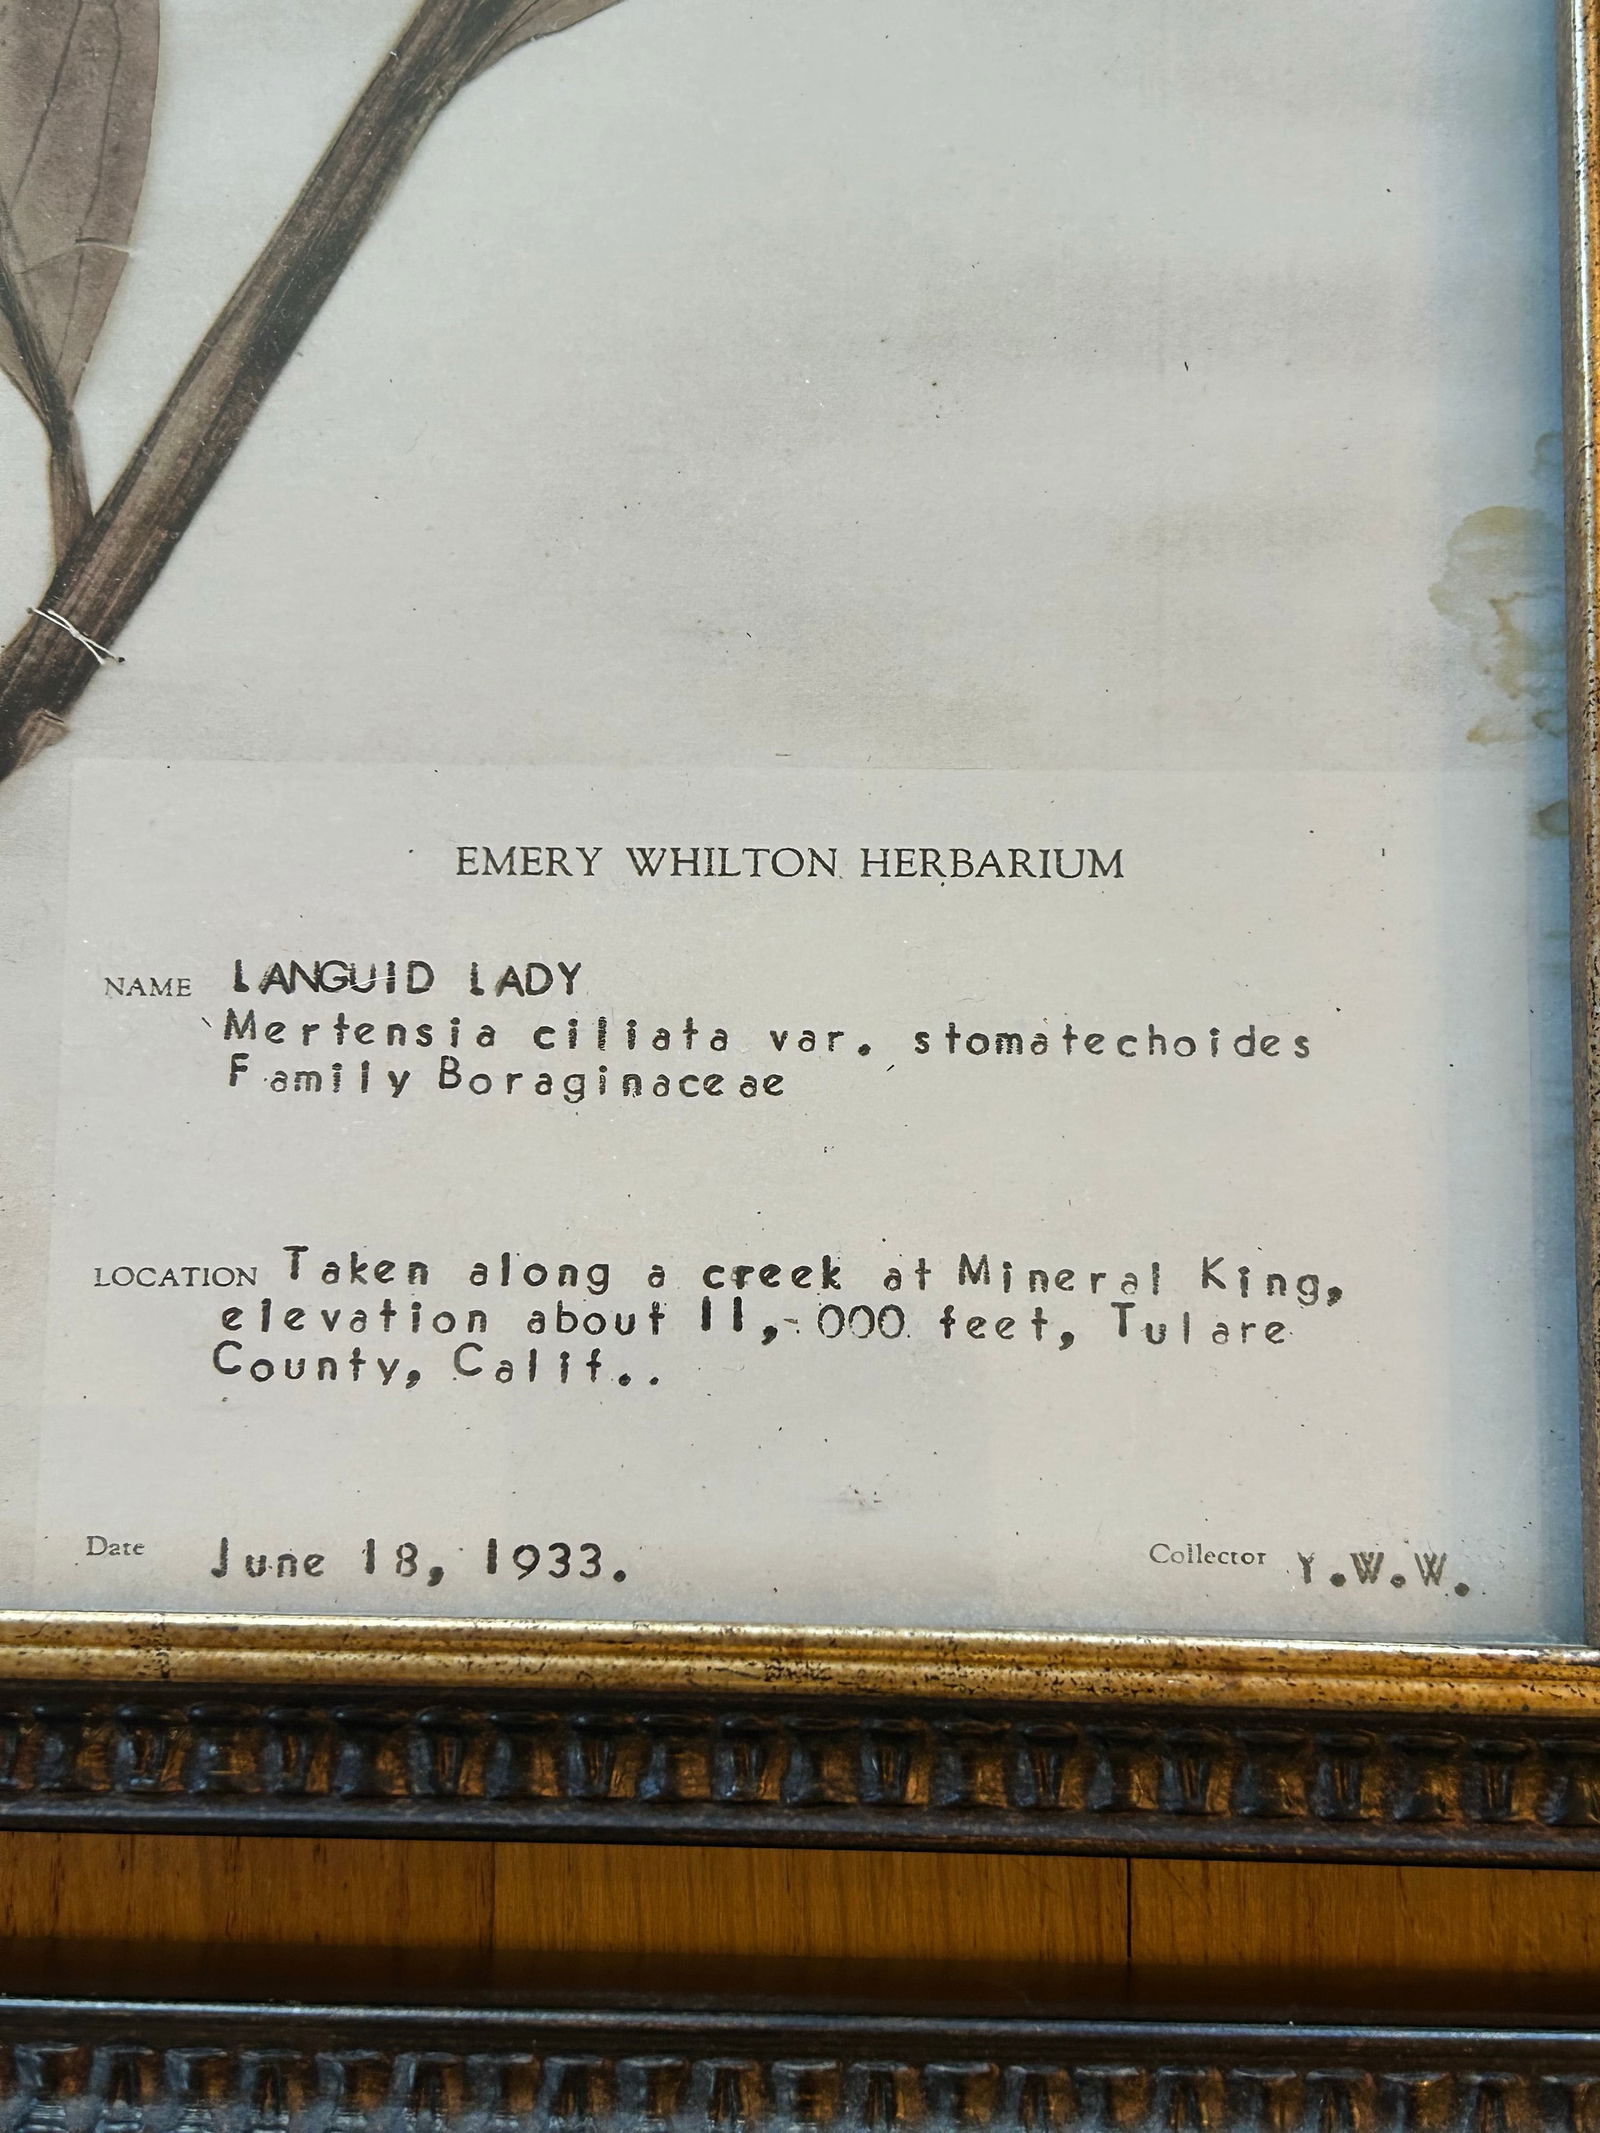 EMERY WHILTON HERBARIUM
NAME LANGUID LADY
Mertensia ciliata var. stomatechoides
Family Boraginaceae
LOCATION Taken along a creek at Mineral King,
elevation about 11,-000 feet, Tulare
County, Calif..
Date June 18, 1933. Collector Y.W.W.